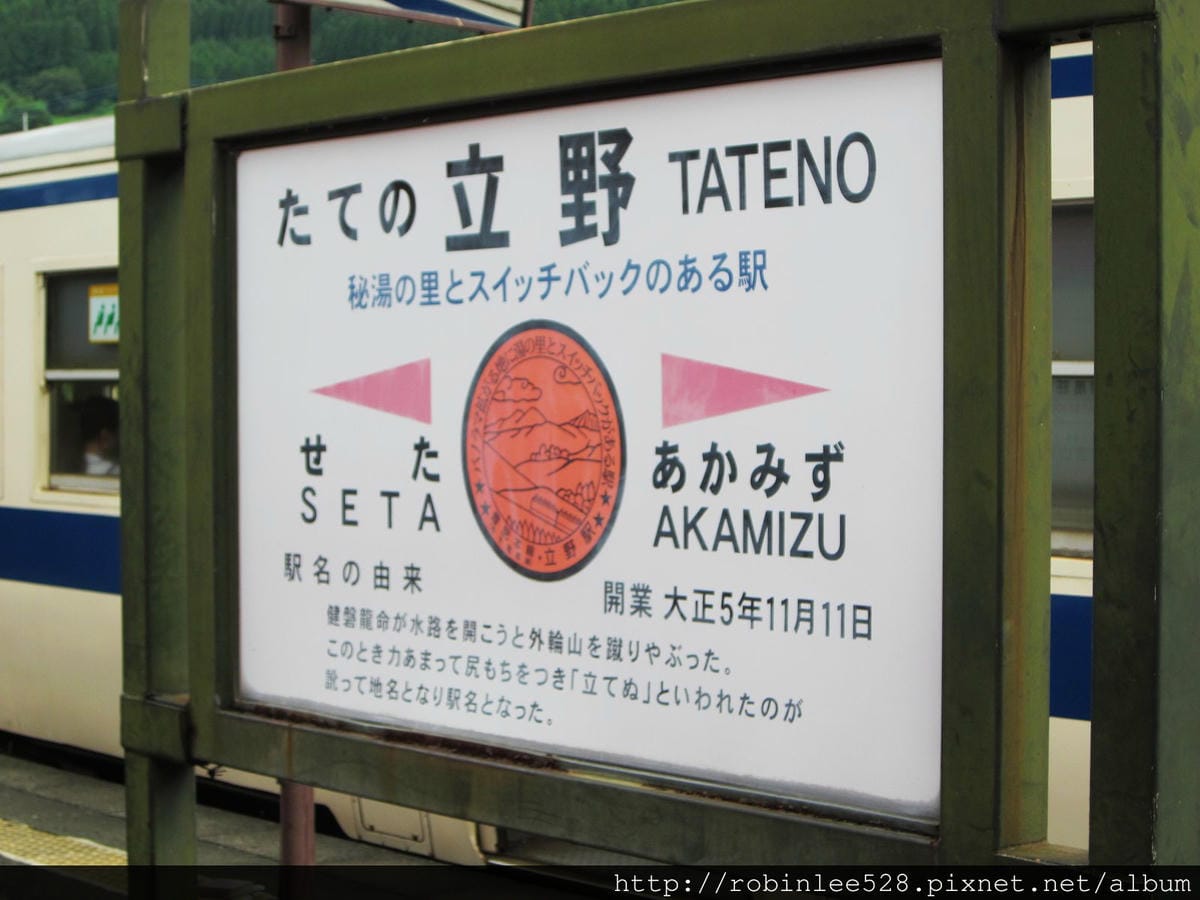 たての 立野 TATENO
秘湯の里とスイッチバックのある駅
せた
SETA
あかみず
AKAMIZU
立野駅
駅名の由来
開業 大正5年11月11日
健磐龍命が水路を開こうと外輪山を蹴りやぶった。
このとき力あまって尻もちをつき「立てぬ」といわれたのが
訛って地名となり駅名となった。
http://robinlee528.pixnet.net/album